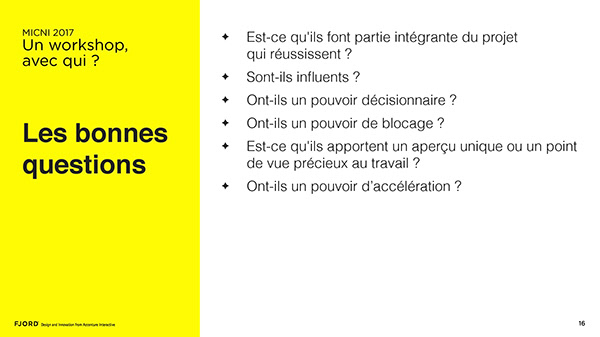 MICNI 2017
Un workshop,
avec qui ?
Les bonnes
questions
✦ Est-ce qu'ils font partie intégrante du projet
qui réussissent ?
✦ Sont-ils influents ?
✦ Ont-ils un pouvoir décisionnaire ?
✦ Ont-ils un pouvoir de blocage ?
✦ Est-ce qu'ils apportent un aperçu unique ou un point
de vue précieux au travail ?
✦ Ont-ils un pouvoir d’accélération ?
FJORD Design and Innovation from Accenture Interactive
16